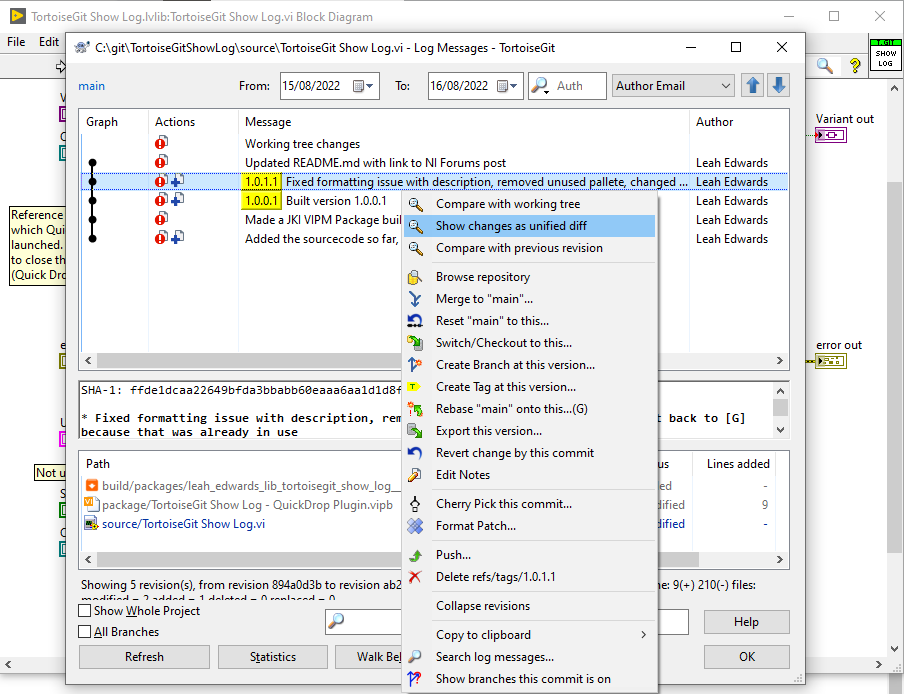 TortoiseGit Show Log.lvlib:TortoiseGit Show Log.vi Block Diagram
File Edit
T-GIT
SHOW
LOG
C:\git\TortoiseGitShowLog\source\TortoiseGit Show Log.vi - Log Messages - TortoiseGit
main From: 15/08/2022 To: 16/08/2022 Auth Author Email
Graph Actions Message Author
Working tree changes
Updated README.md with link to NI Forums post Leah Edwards
1.0.1.1 Fixed formatting issue with description, removed unused pallete, changed ... Leah Edwards
1.0.0.1 Built version 1.0.0.1 Leah Edwards
Made a JKI VIPM Package buil Leah Edwards
Added the sourcecode so far, Leah Edwards
Variant out
Reference
which Qu
launched.
to close th
(Quick Dro
error out
Not u
Compare with working tree
Show changes as unified diff
Compare with previous revision
Browse repository
Merge to "main"...
Reset "main" to this...
Switch/Checkout to this...
Create Branch at this version...
Create Tag at this version...
Rebase "main" onto this...(G)
Export this version...
Revert change by this commit
Edit Notes
Cherry Pick this commit...
Format Patch...
Push...
Delete refs/tags/1.0.1.1
Collapse revisions
Copy to clipboard
Search log messages...
Show branches this commit is on
SHA-1: ffde1dcaa22649bfda3bbabb60eaaa6aa1d1d8f
* Fixed formatting issue with description, rem t back to [G]
because that was already in use
Path us Lines added
build/packages/leah_edwards_lib_tortoisegit_show_log__ ed -
package/TortoiseGit Show Log - QuickDrop Plugin.vipb dified 9
source/TortoiseGit Show Log.vi dified -
Showing 5 revision(s), from revision 894a0d3b to revision ab2 ne: 9(+) 210(-) files:
modified = 2 added = 1 deleted = 0 replaced = 0
Show Whole Project
All Branches
Help
Refresh Statistics Walk Be OK